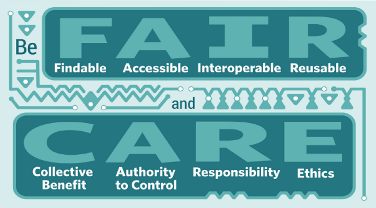 Be
FAIR
Findable Accessible Interoperable Reusable
and
CARE
Collective Benefit Authority to Control Responsibility Ethics